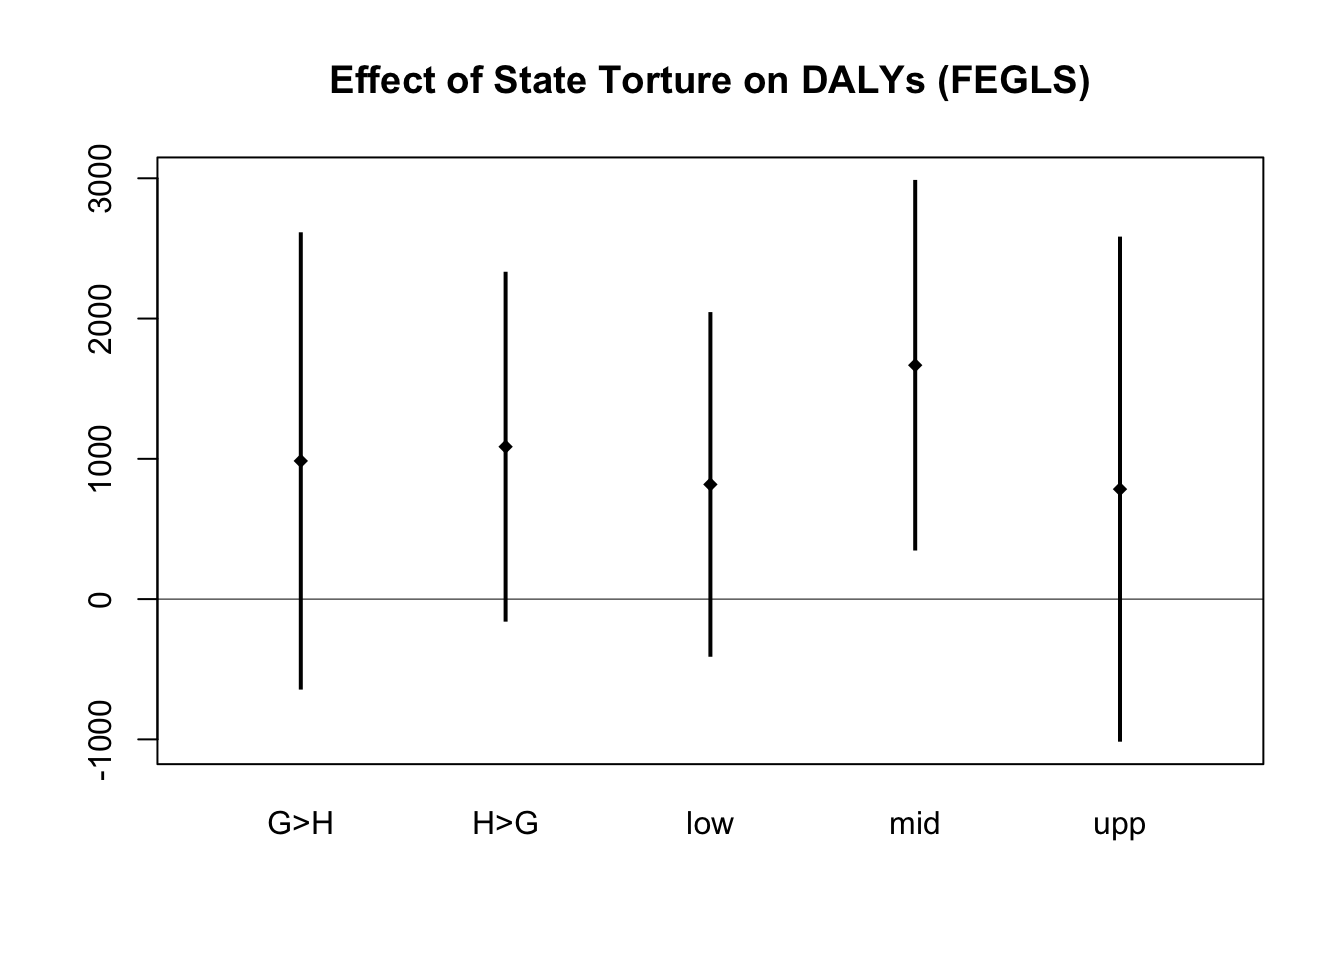 Effect of State Torture on DALYs (FEGLS)
3000
2000
1000
0
-1000
G>H H>G low mid upp